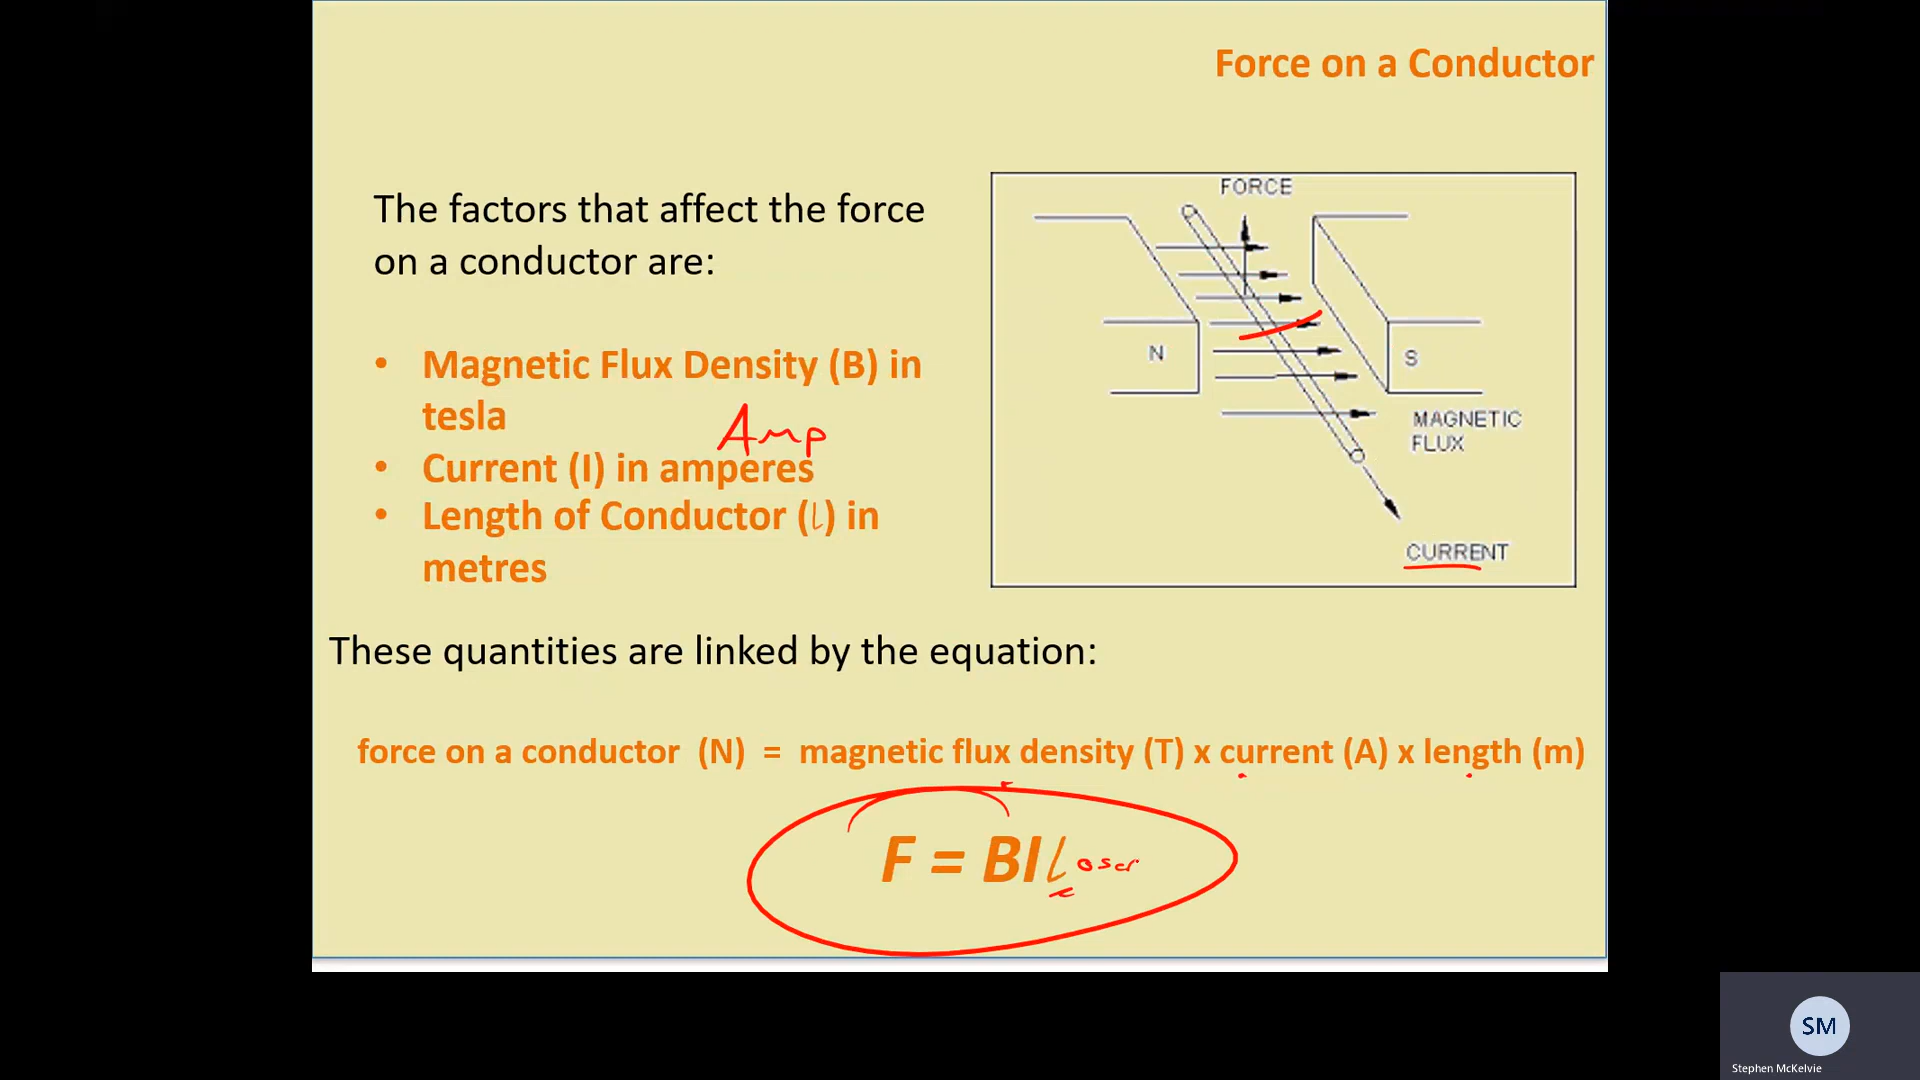 Force on a Conductor
The factors that affect the force
on a conductor are:
• Magnetic Flux Density (B) in
tesla
Amp
• Current (I) in amperes
• Length of Conductor (l) in
metres
FORCE
N
S
MAGNETIC
FLUX
CURRENT
These quantities are linked by the equation:
force on a conductor (N) = magnetic flux density (T) x current (A) x length (m)
F = BIl
SM
Stephen McKelvie